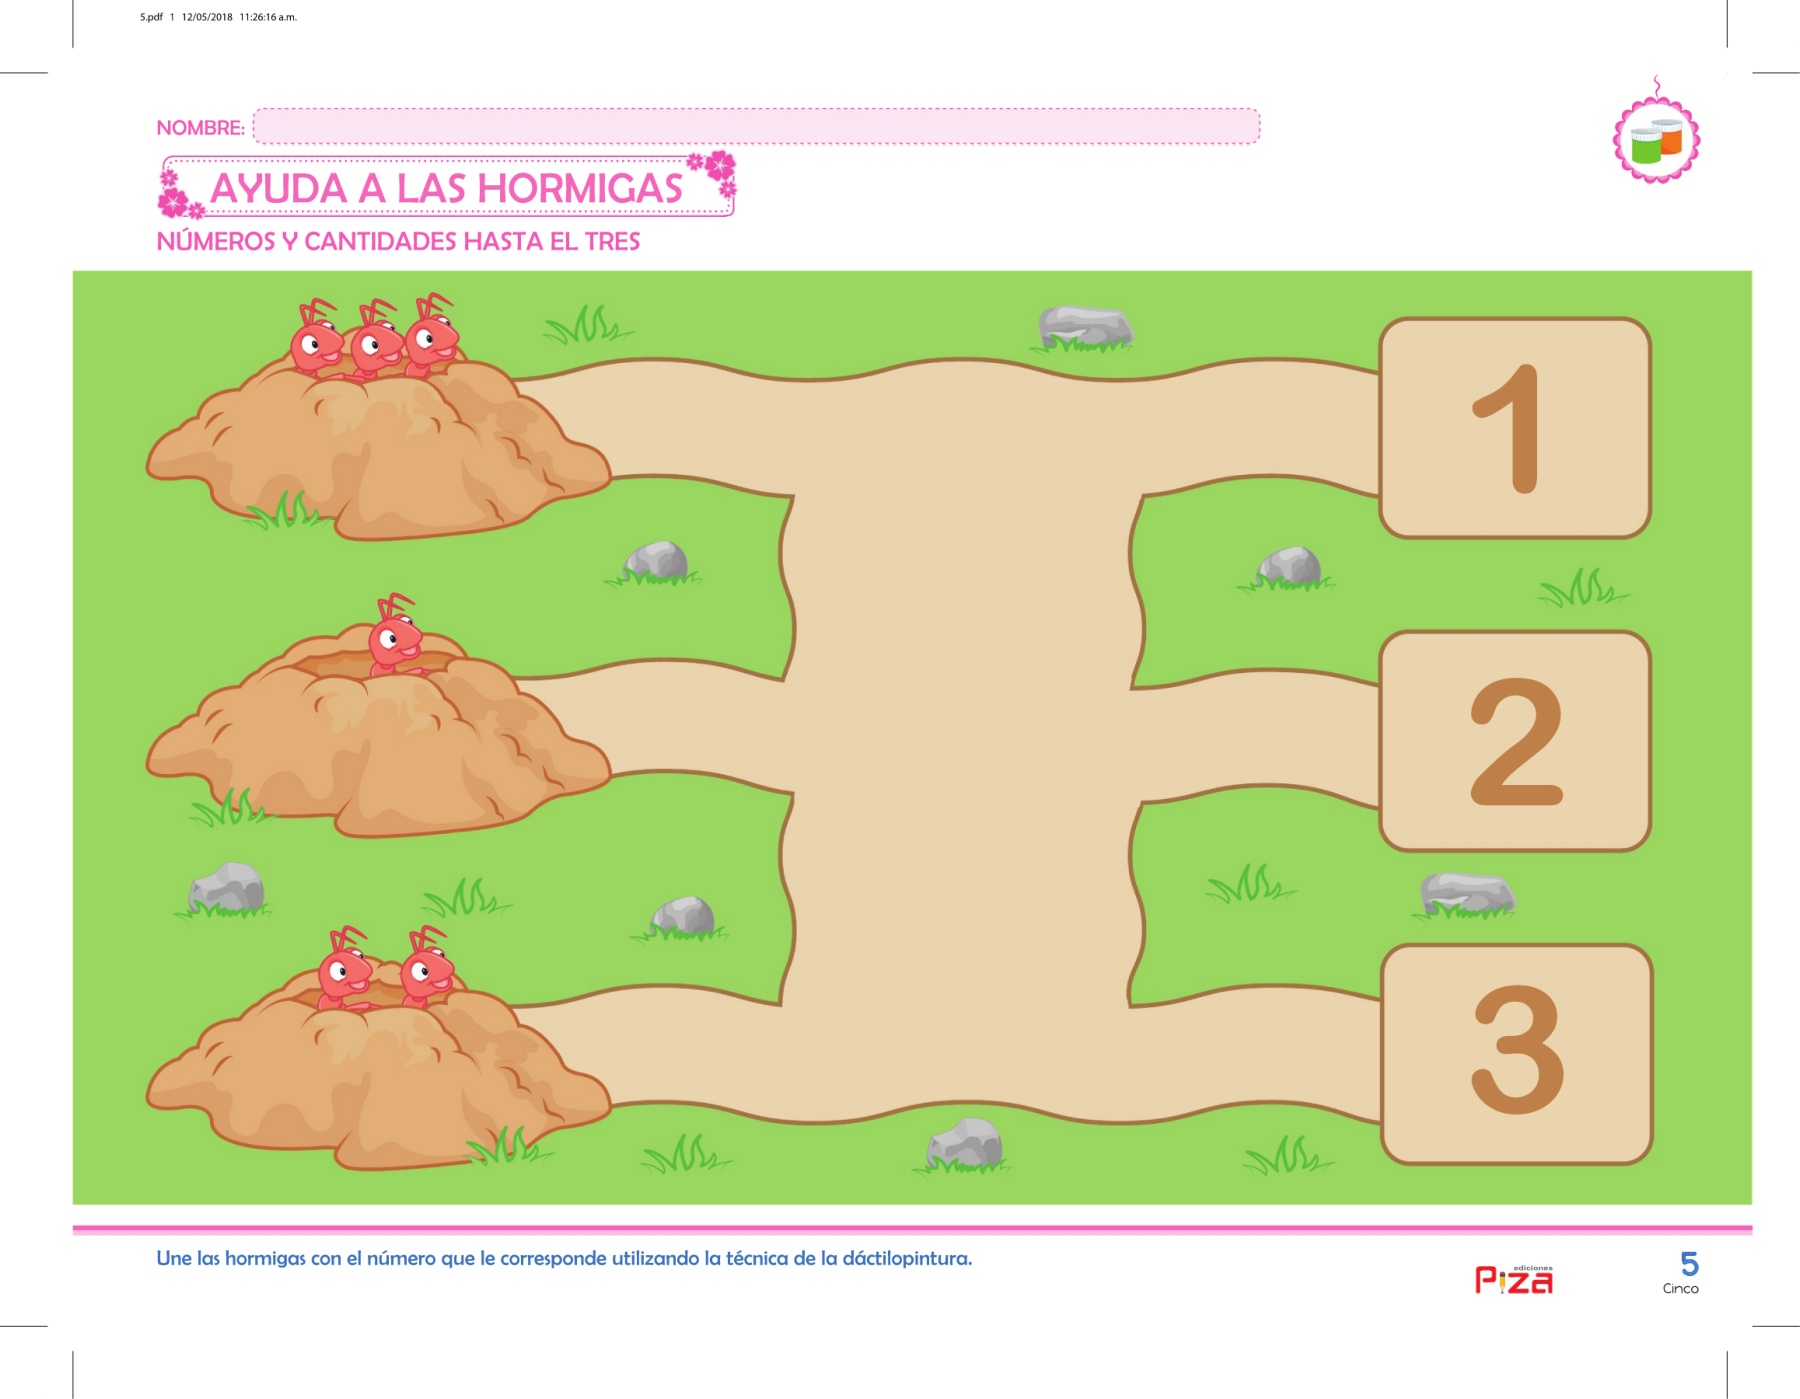 5.pdf 1 12/05/2018 11:26:16 a.m.
NOMBRE:
AYUDA A LAS HORMIGAS
NÚMEROS Y CANTIDADES HASTA EL TRES
1
2
3
Une las hormigas con el número que le corresponde utilizando la técnica de la dáctilopintura.
ediciones
Piza
5
Cinco